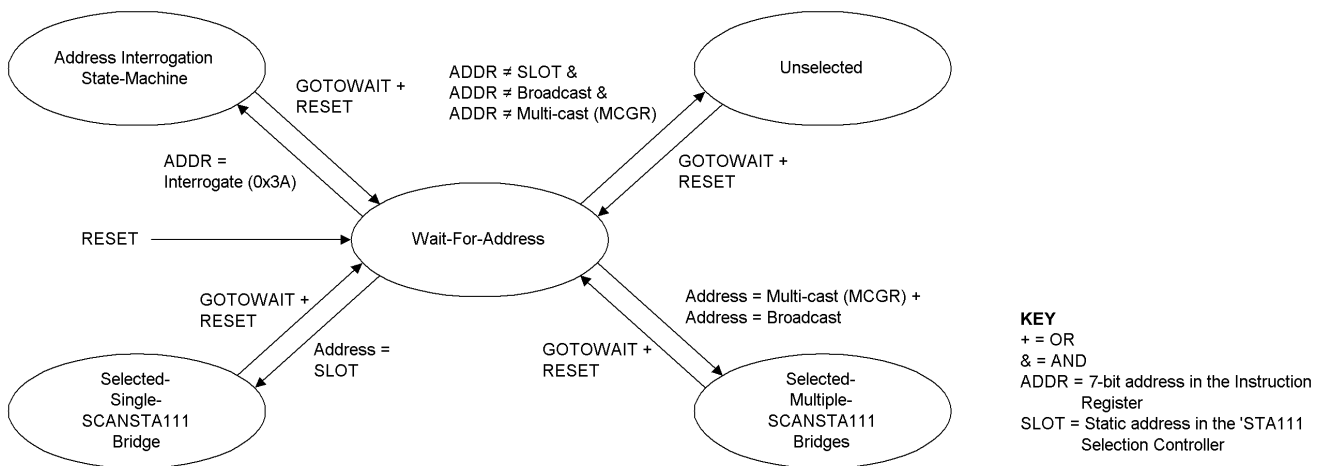 Address Interrogation
State-Machine
GOTOWAIT +
RESET
ADDR ≠ SLOT &
ADDR ≠ Broadcast &
ADDR ≠ Multi-cast (MCGR)
Unselected
ADDR =
Interrogate (0x3A)
GOTOWAIT +
RESET
RESET
Wait-For-Address
GOTOWAIT +
RESET
Address =
SLOT
Address = Multi-cast (MCGR) +
Address = Broadcast
GOTOWAIT +
RESET
Selected-
Single-
SCANSTA111
Bridge
Selected-
Multiple-
SCANSTA111
Bridges
KEY
+ = OR
& = AND
ADDR = 7-bit address in the Instruction
Register
SLOT = Static address in the 'STA111
Selection Controller